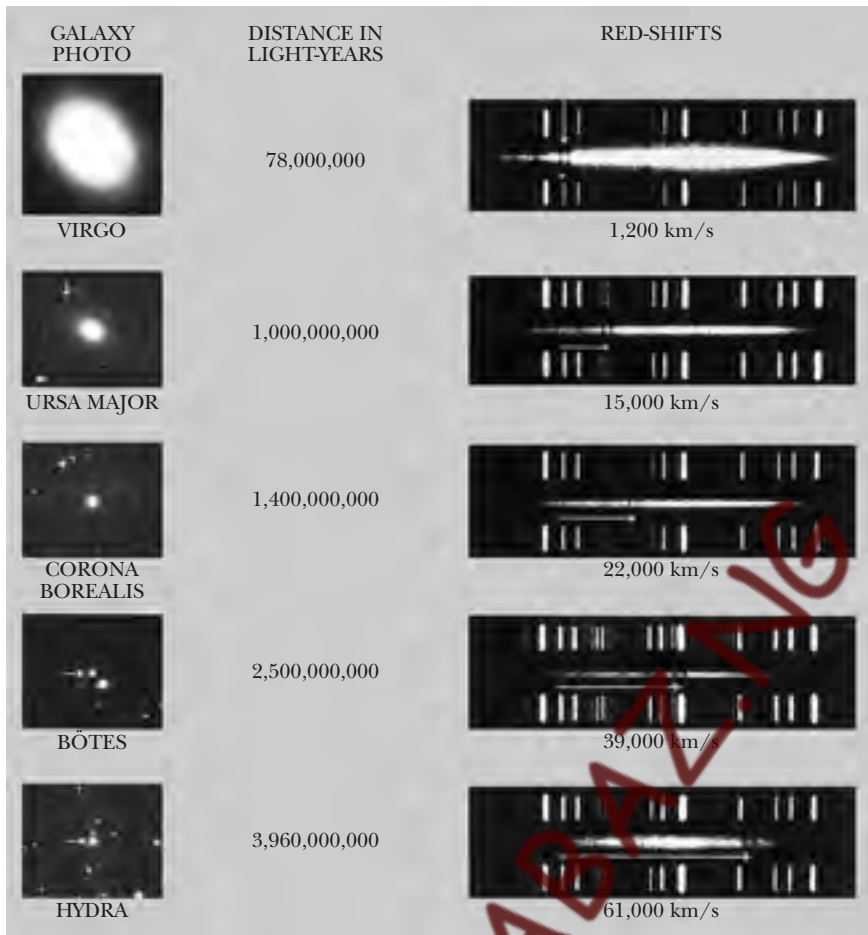 GALAXY PHOTO
DISTANCE IN LIGHT-YEARS
RED-SHIFTS
78,000,000
VIRGO
1,200 km/s
1,000,000,000
URSA MAJOR
15,000 km/s
1,400,000,000
CORONA BOREALIS
22,000 km/s
2,500,000,000
BÖTES
39,000 km/s
3,960,000,000
HYDRA
61,000 km/s
ABAZ.NG